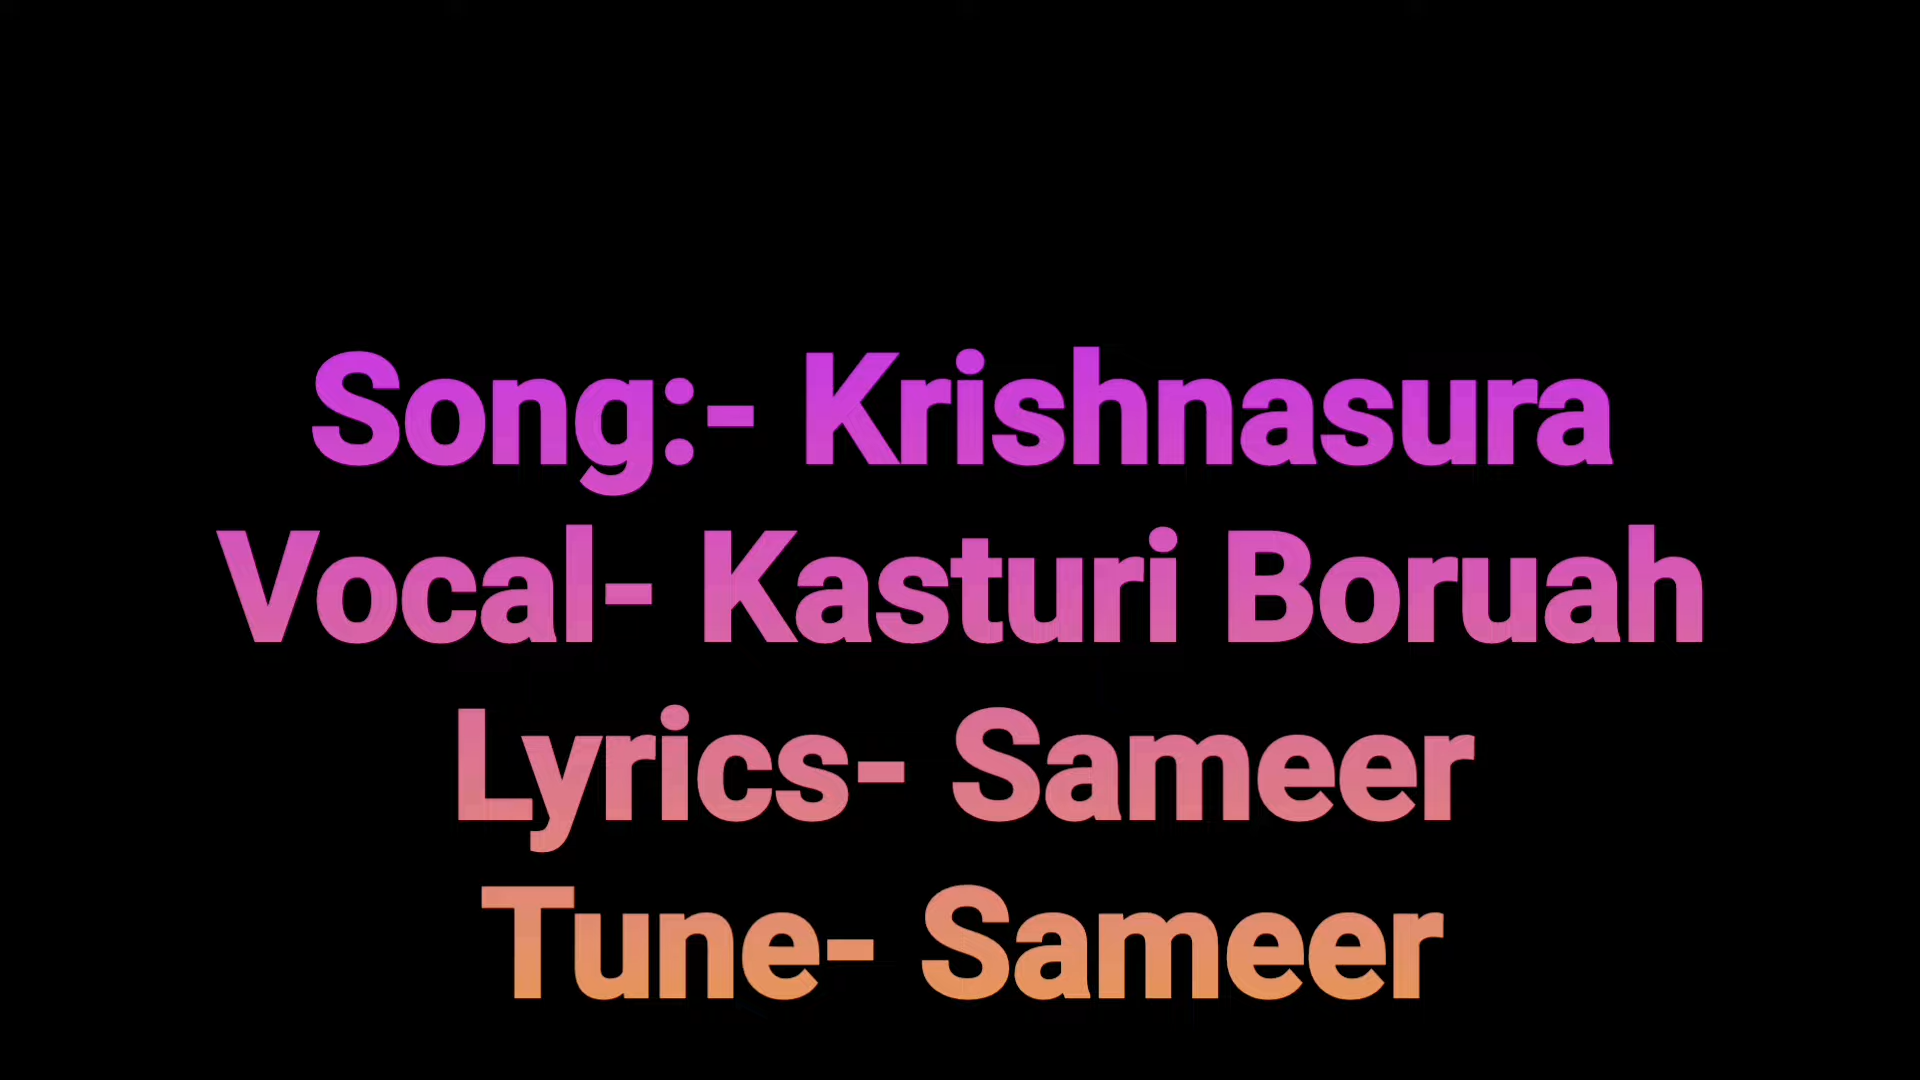 Song:- Krishnasura
Vocal- Kasturi Boruah
Lyrics- Sameer
Tune- Sameer